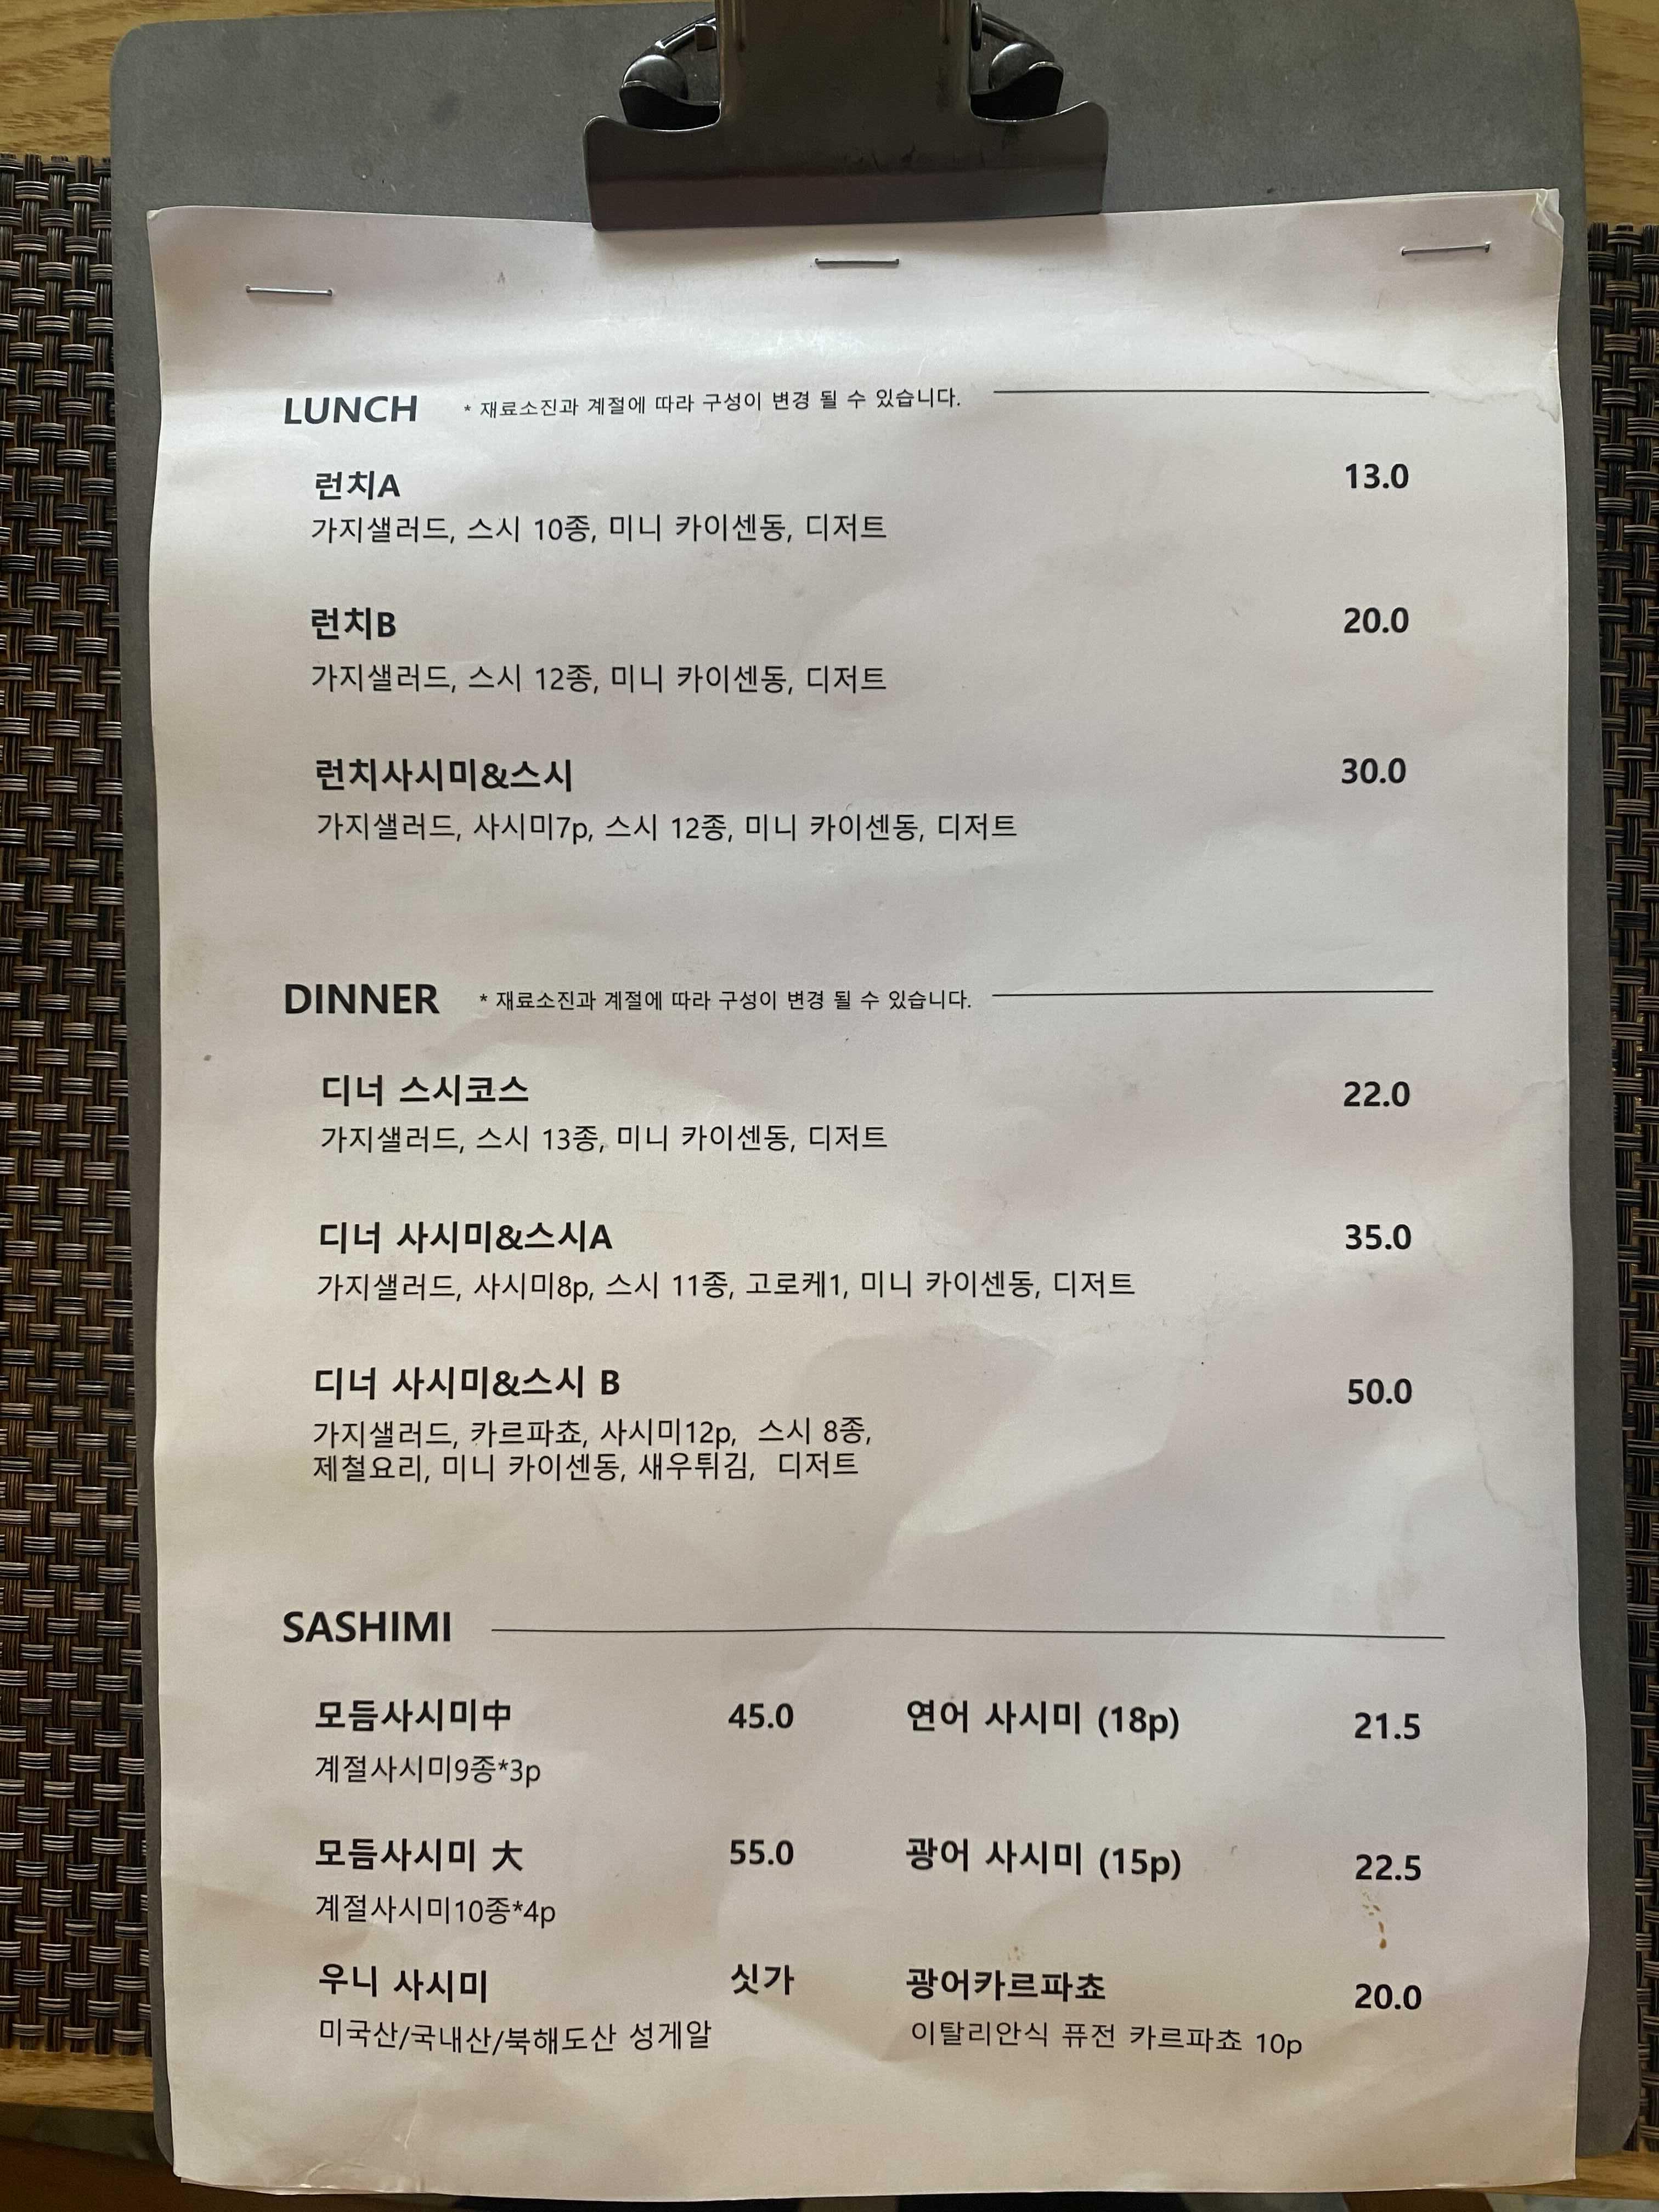 LUNCH * 재료소진과 계절에 따라 구성이 변경 될 수 있습니다.
런치A 13.0
가지샐러드, 스시 10종, 미니 카이센동, 디저트
런치B 20.0
가지샐러드, 스시 12종, 미니 카이센동, 디저트
런치사시미&스시 30.0
가지샐러드, 사시미7p, 스시 12종, 미니 카이센동, 디저트
DINNER * 재료소진과 계절에 따라 구성이 변경 될 수 있습니다.
디너 스시코스 22.0
가지샐러드, 스시 13종, 미니 카이센동, 디저트
디너 사시미&스시A 35.0
가지샐러드, 사시미8p, 스시 11종, 고로케1, 미니 카이센동, 디저트
디너 사시미&스시 B 50.0
가지샐러드, 카르파쵸, 사시미12p, 스시 8종,
제철요리, 미니 카이센동, 새우튀김, 디저트
SASHIMI
모듬사시미中 45.0
계절사시미9종*3p
모듬사시미 大 55.0
계절사시미10종*4p
우니 사시미 싯가
미국산/국내산/북해도산 성게알
연어 사시미 (18p) 21.5
광어 사시미 (15p) 22.5
광어카르파쵸 20.0
이탈리안식 퓨전 카르파쵸 10p